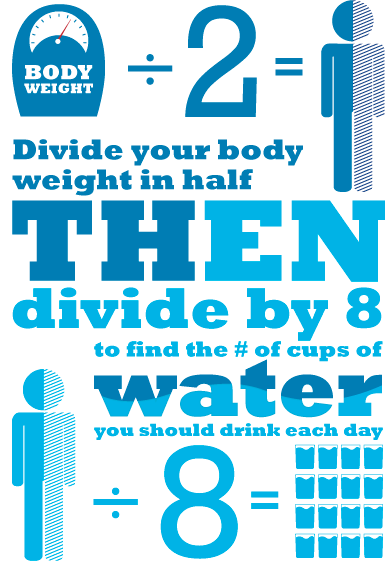 BODY
WEIGHT
÷ 2 =
Divide your body
weight in half
THEN
divide by 8
to find the # of cups of
water
you should drink each day
÷ 8 =